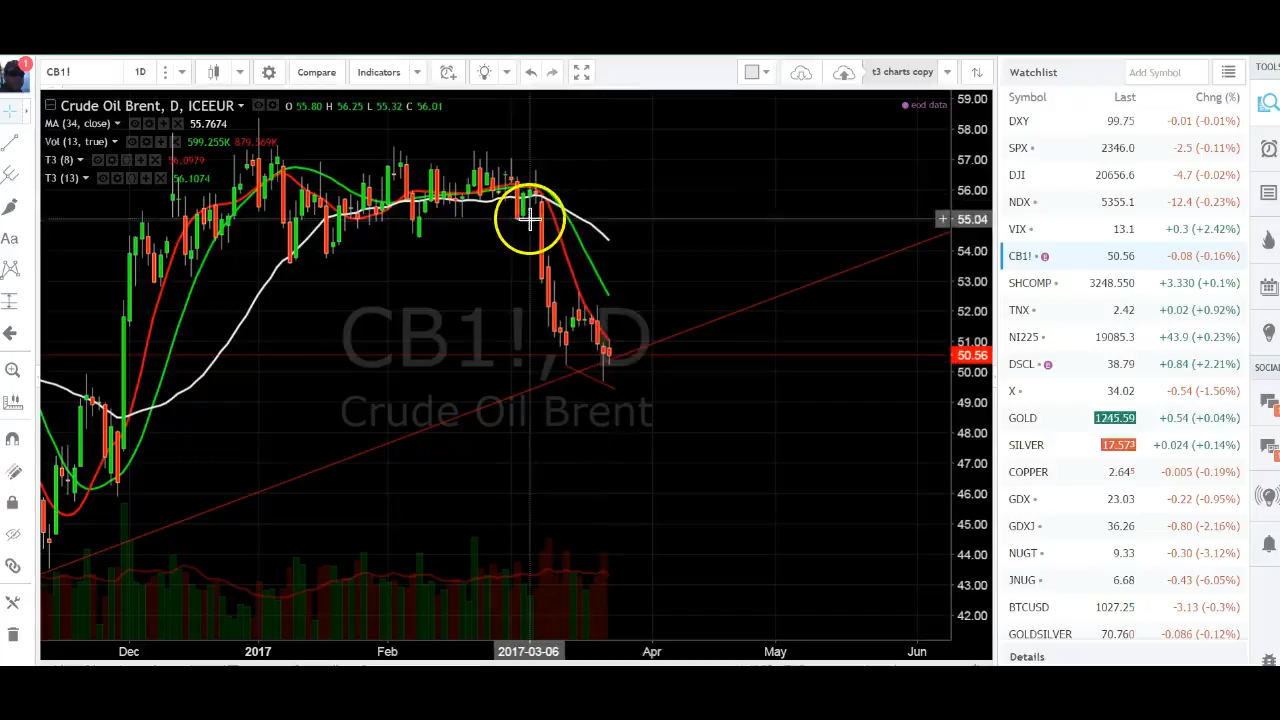 1
CB1! 1D Compare Indicators t3 charts copy
Crude Oil Brent, D, ICEEUR O 55.80 H 56.25 L 55.32 C 56.01
MA (34, close) 55.7674
Vol (13, true) 599.255K 879.569K
T3 (8) 56.0979
T3 (13) 56.1074
eod data
CB1!, D
Crude Oil Brent
59.00
58.00
57.00
56.00
55.04
54.00
53.00
52.00
51.00
50.56
50.00
49.00
48.00
47.00
46.00
45.00
44.00
43.00
42.00
Dec 2017 Feb 2017-03-06 Apr May Jun
Watchlist Add Symbol
Symbol Last Chng (%)
DXY 99.75 -0.01 (-0.01%)
SPX 2346.0 -2.5 (-0.11%)
DJI 20656.6 -4.7 (-0.02%)
NDX 5355.1 -12.4 (-0.23%)
VIX 13.1 +0.3 (+2.42%)
CB1! 50.56 -0.08 (-0.16%)
SHCOMP 3248.550 +3.330 (+0.1%)
TNX 2.42 +0.02 (+0.92%)
NI225 19085.3 +43.9 (+0.23%)
DSCL 38.79 +0.84 (+2.21%)
X 34.02 -0.54 (-1.56%)
GOLD 1245.59 +0.54 (+0.04%)
SILVER 17.573 +0.024 (+0.14%)
COPPER 2.645 -0.005 (-0.19%)
GDX 23.03 -0.22 (-0.95%)
GDXJ 36.26 -0.80 (-2.16%)
NUGT 9.33 -0.30 (-3.12%)
JNUG 6.68 -0.43 (-6.05%)
BTCUSD 1027.25 -3.13 (-0.3%)
GOLDSILVER 70.760 -0.086 (-0.12%)
Details
TOOLS
SOCIAL
Aa